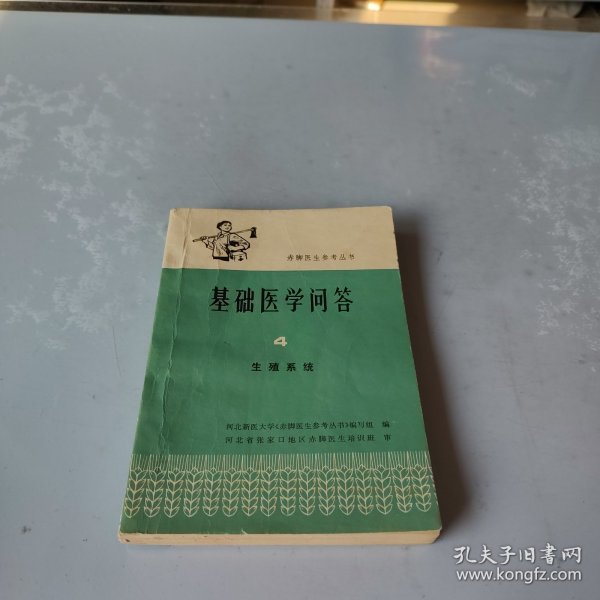 赤脚医生参考丛书
基础医学问答
4
生殖系统
河北新医大学《赤脚医生参考丛书》编写组 编
河北省张家口地区赤脚医生培训班 审
孔夫子旧书网
www.kongfz.com